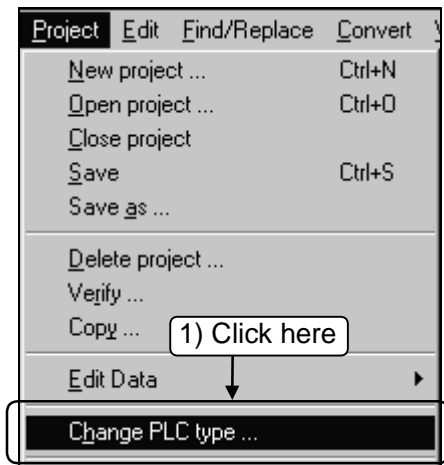 Project Edit Find/Replace Convert
New project ... Ctrl+N
Open project ... Ctrl+O
Close project
Save Ctrl+S
Save as ...
Delete project ...
Verify ...
Copy ...
1) Click here
Edit Data
Change PLC type ...